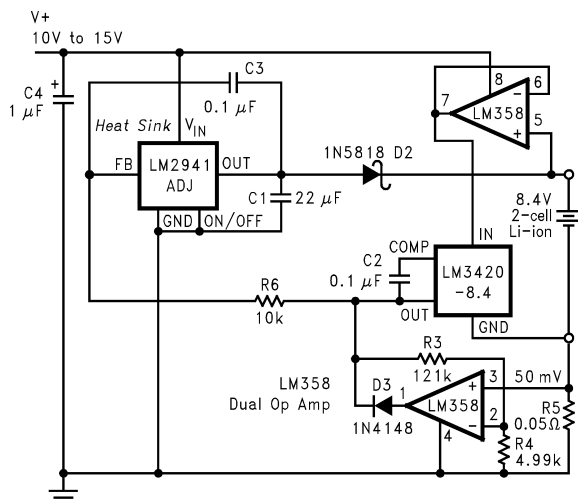 V+
10V to 15V
C4
+
1 μF
C3
0.1 μF
Heat Sink
VIN
FB
LM2941
ADJ
OUT
GND
ON/OFF
C1
22 μF
1N5818 D2
8
7
6
5
−
+
LM358
8.4V
2-cell
Li-ion
IN
COMP
LM3420
-8.4
OUT
GND
C2
0.1 μF
R6
10k
R3
121k
LM358
Dual Op Amp
D3
1N4148
1
LM358
+
−
3
2
4
50 mV
R5
0.05Ω
R4
4.99k